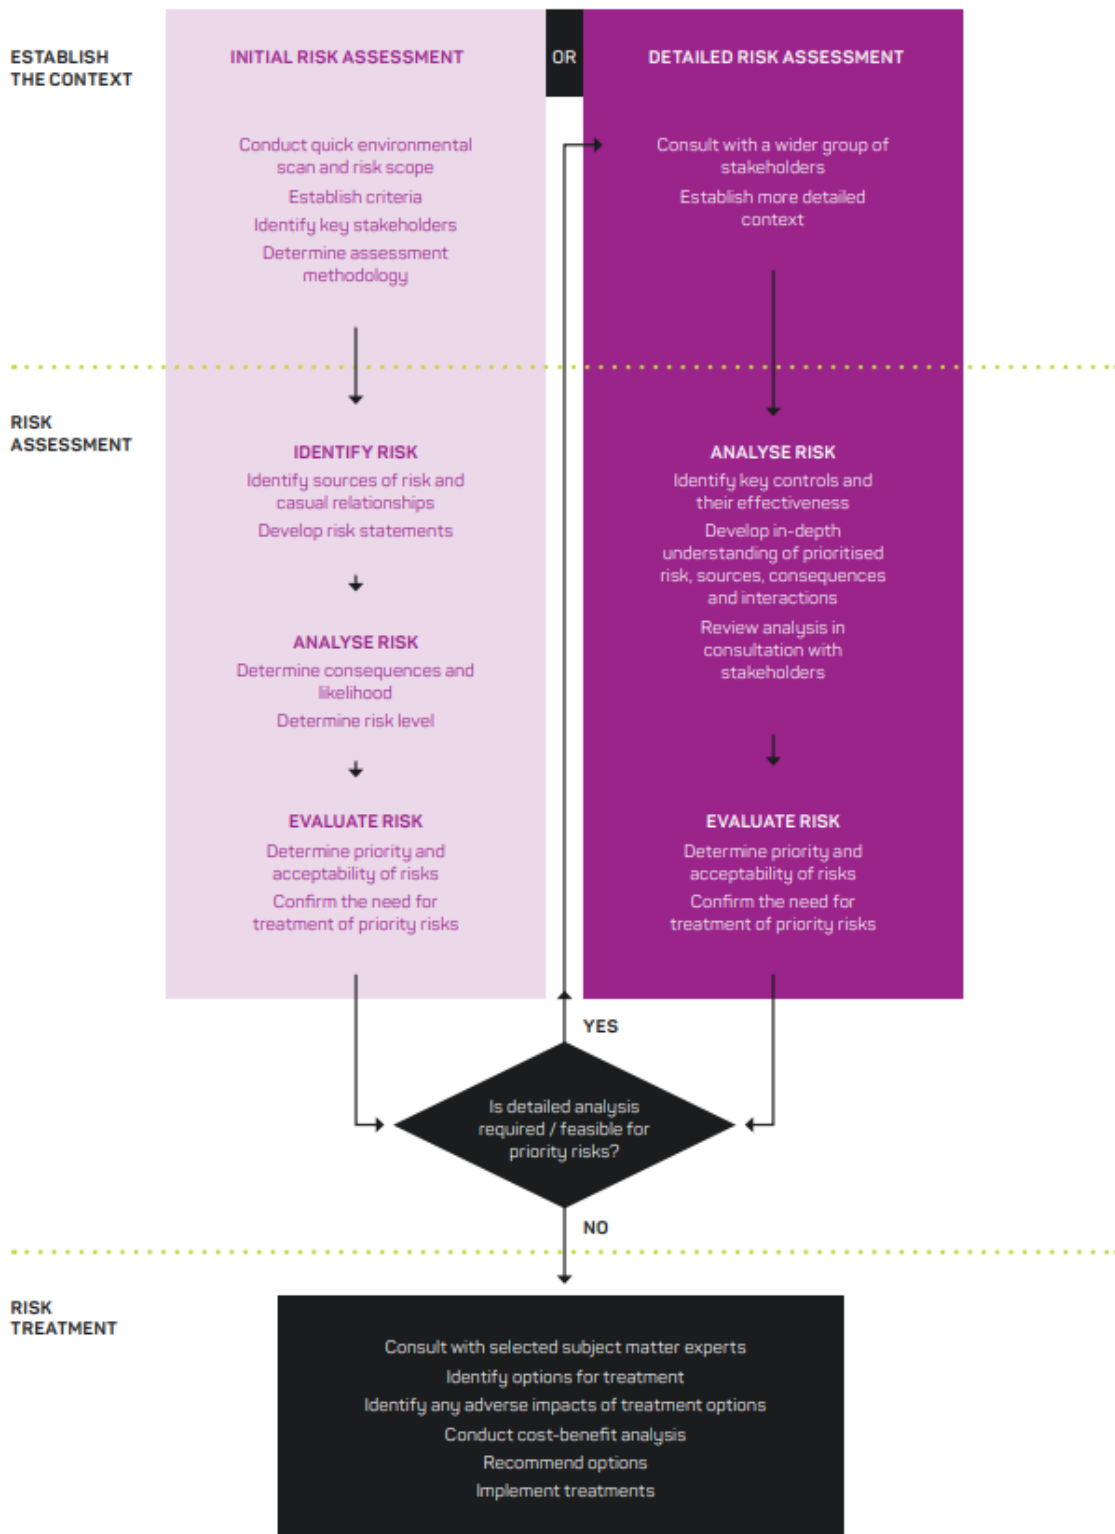 ESTABLISH
THE CONTEXT
INITIAL RISK ASSESSMENT
OR
DETAILED RISK ASSESSMENT
Conduct quick environmental
scan and risk scope
Establish criteria
Identify key stakeholders
Determine assessment
methodology
Consult with a wider group of
stakeholders
Establish more detailed
context
RISK
ASSESSMENT
IDENTIFY RISK
Identify sources of risk and
casual relationships
Develop risk statements
ANALYSE RISK
Determine consequences and
likelihood
Determine risk level
EVALUATE RISK
Determine priority and
acceptability of risks
Confirm the need for
treatment of priority risks
ANALYSE RISK
Identify key controls and
their effectiveness
Develop in-depth
understanding of prioritised
risk, sources, consequences
and interactions
Review analysis in
consultation with
stakeholders
EVALUATE RISK
Determine priority and
acceptability of risks
Confirm the need for
treatment of priority risks
YES
Is detailed analysis
required / feasible for
priority risks?
NO
RISK
TREATMENT
Consult with selected subject matter experts
Identify options for treatment
Identify any adverse impacts of treatment options
Conduct cost-benefit analysis
Recommend options
Implement treatments